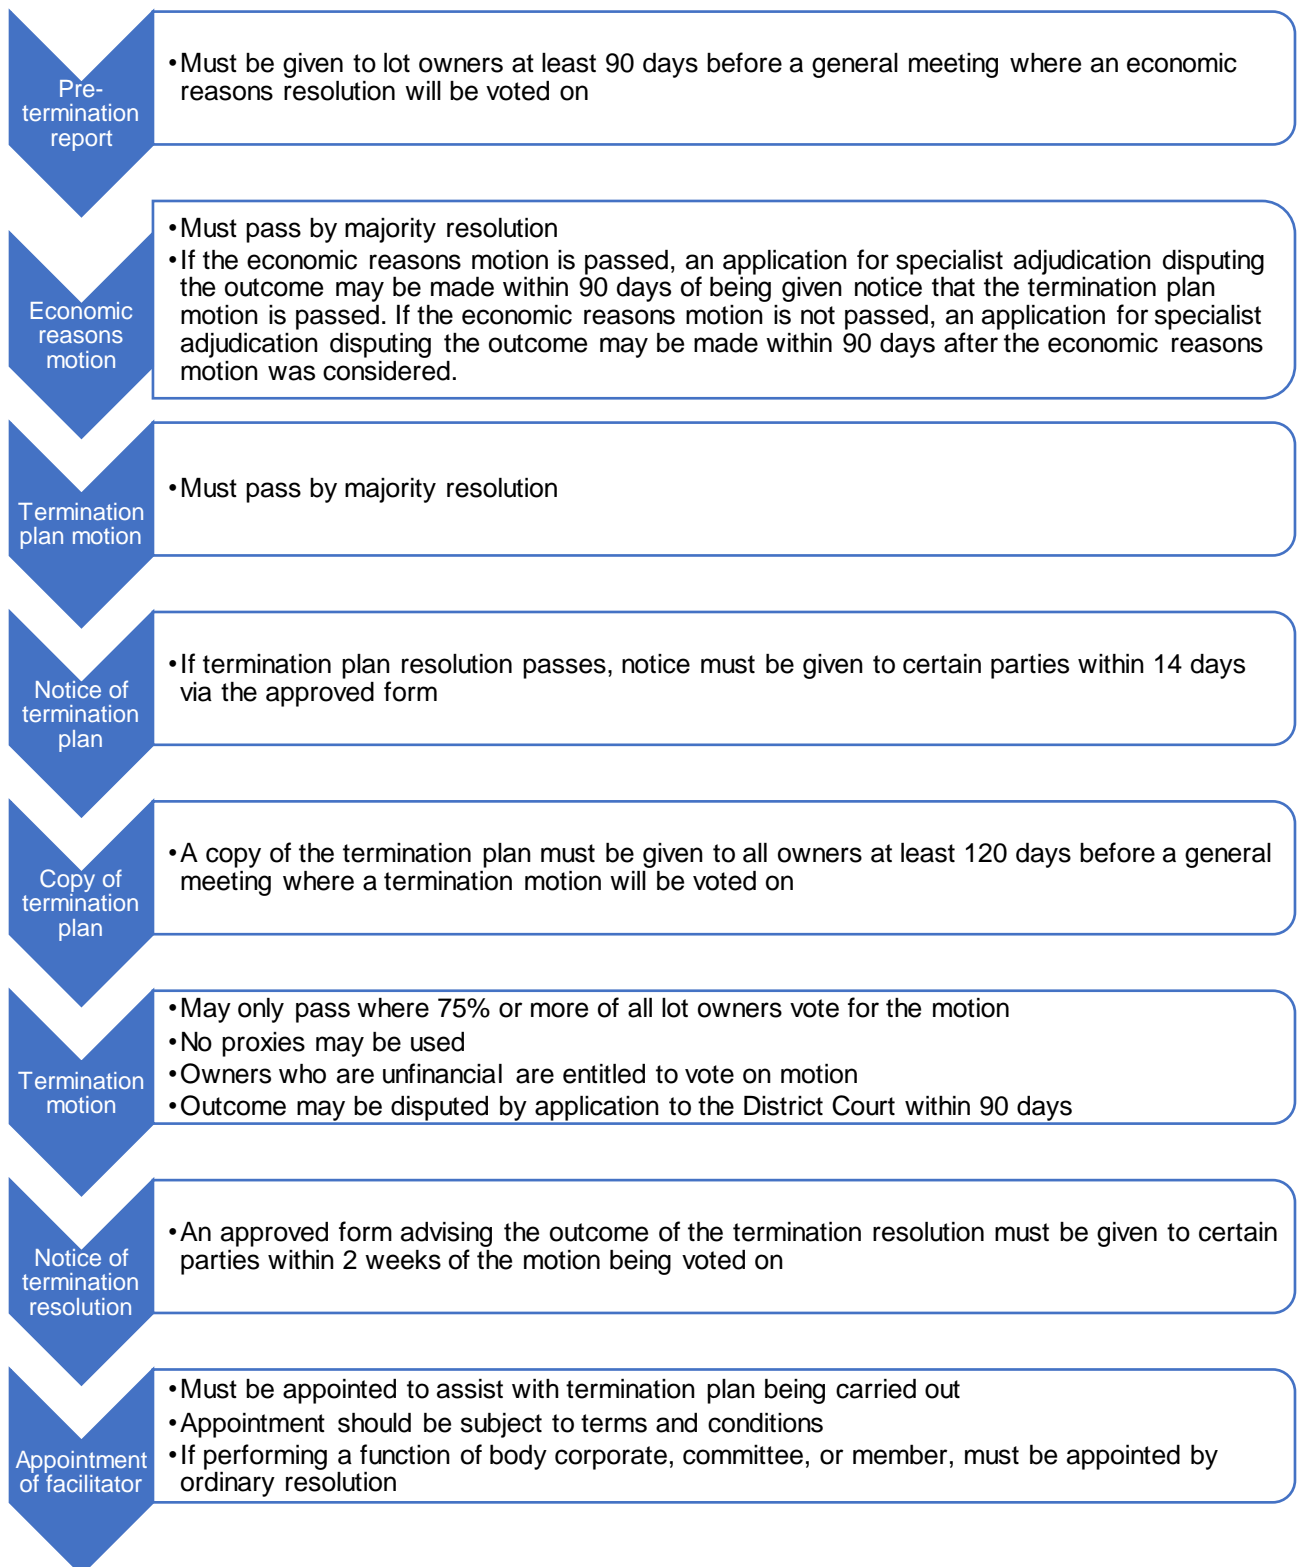 Pre-
termination
report
•Must be given to lot owners at least 90 days before a general meeting where an economic
reasons resolution will be voted on
Economic
reasons
motion
•Must pass by majority resolution
•If the economic reasons motion is passed, an application for specialist adjudication disputing
the outcome may be made within 90 days of being given notice that the termination plan
motion is passed. If the economic reasons motion is not passed, an application for specialist
adjudication disputing the outcome may be made within 90 days after the economic reasons
motion was considered.
Termination
plan motion
•Must pass by majority resolution
Notice of
termination
plan
•If termination plan resolution passes, notice must be given to certain parties within 14 days
via the approved form
Copy of
termination
plan
•A copy of the termination plan must be given to all owners at least 120 days before a general
meeting where a termination motion will be voted on
Termination
motion
•May only pass where 75% or more of all lot owners vote for the motion
•No proxies may be used
•Owners who are unfinancial are entitled to vote on motion
•Outcome may be disputed by application to the District Court within 90 days
Notice of
termination
resolution
•An approved form advising the outcome of the termination resolution must be given to certain
parties within 2 weeks of the motion being voted on
Appointment
of facilitator
•Must be appointed to assist with termination plan being carried out
•Appointment should be subject to terms and conditions
•If performing a function of body corporate, committee, or member, must be appointed by
ordinary resolution